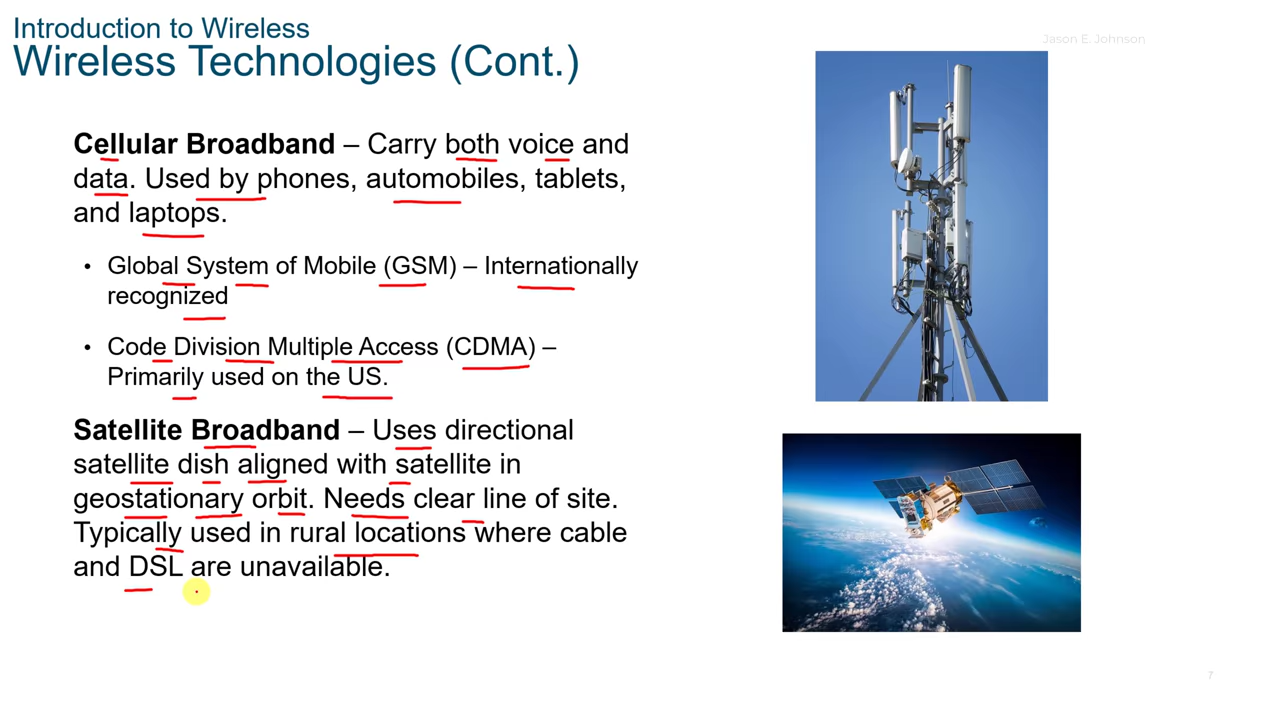 Introduction to Wireless
Wireless Technologies (Cont.)
Jason E. Johnson
Cellular Broadband – Carry both voice and
data. Used by phones, automobiles, tablets,
and laptops.
• Global System of Mobile (GSM) – Internationally
recognized
• Code Division Multiple Access (CDMA) –
Primarily used on the US.
Satellite Broadband – Uses directional
satellite dish aligned with satellite in
geostationary orbit. Needs clear line of site.
Typically used in rural locations where cable
and DSL are unavailable.
7